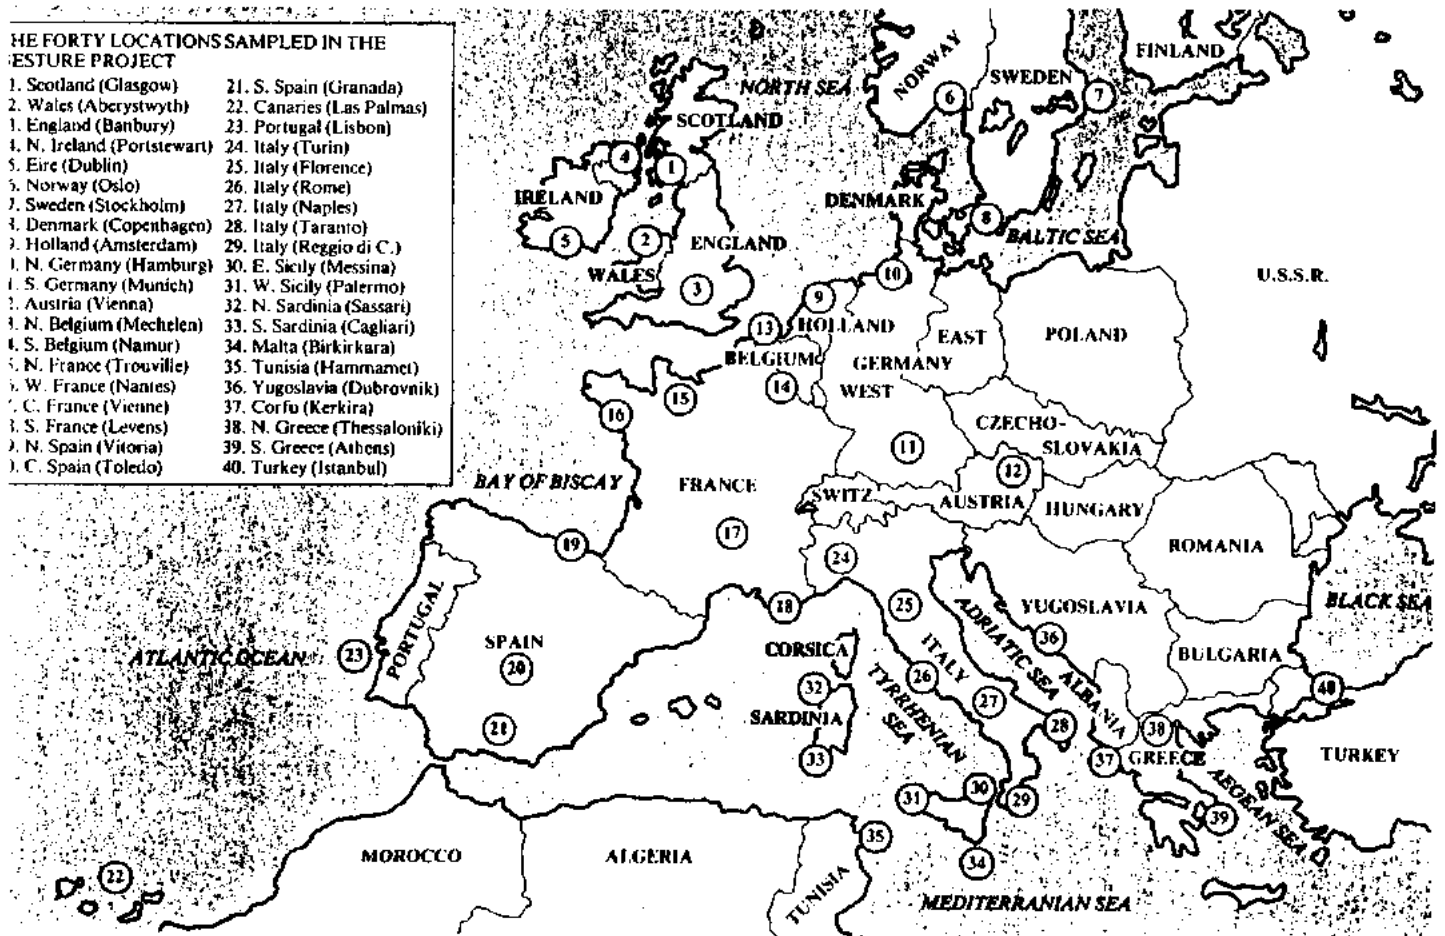 HE FORTY LOCATIONS SAMPLED IN THE
ESTURE PROJECT
1. Scotland (Glasgow)
2. Wales (Aberystwyth)
England (Banbury)
N. Ireland (Portstewart)
5. Eire (Dublin)
Norway (Oslo)
Sweden (Stockholm)
Denmark (Copenhagen)
Holland (Amsterdam)
N. Germany (Hamburg)
S. Germany (Munich)
Austria (Vienna)
N. Belgium (Mechelen)
S. Belgium (Namur)
N. France (Trouville)
W. France (Nantes)
C. France (Vienne)
S. France (Levens)
N. Spain (Vitoria)
C. Spain (Toledo)
21. S. Spain (Granada)
22. Canaries (Las Palmas)
23. Portugal (Lisbon)
24. Italy (Turin)
25. Italy (Florence)
26. Italy (Rome)
27. Italy (Naples)
28. Italy (Taranto)
29. Italy (Reggio di C.)
30. E. Sicily (Messina)
31. W. Sicily (Palermo)
32. N. Sardinia (Sassari)
33. S. Sardinia (Cagliari)
34. Malta (Birkirkara)
35. Tunisia (Hammamet)
36. Yugoslavia (Dubrovnik)
37. Corfu (Kerkira)
38. N. Greece (Thessaloniki)
39. S. Greece (Athens)
40. Turkey (Istanbul)
NORWAY
FINLAND
SWEDEN
NORTH SEA
6
7
SCOTLAND
4
1
IRELAND
DENMARK
8
5
2
ENGLAND
BALTIC SEA
WALES
10
U.S.S.R.
3
9
13
HOLLAND
EAST
POLAND
BELGIUM
GERMANY
14
WEST
15
16
CZECHO-
SLOVAKIA
11
12
BAY OF BISCAY
FRANCE
SWITZ
AUSTRIA
HUNGARY
17
19
24
ROMANIA
18
25
ADRIATIC SEA
YUGOSLAVIA
BLACK SEA
PORTUGAL
36
23
ATLANTIC OCEAN
SPAIN
20
CORSICA
ITALY
BULGARIA
26
32
TYRRHENIAN
SEA
27
ALBANIA
40
SARDINIA
21
28
38
33
37
GREECE
TURKEY
30
31
29
AEGEAN SEA
39
35
MOROCCO
ALGERIA
34
22
TUNISIA
MEDITERRANEAN SEA